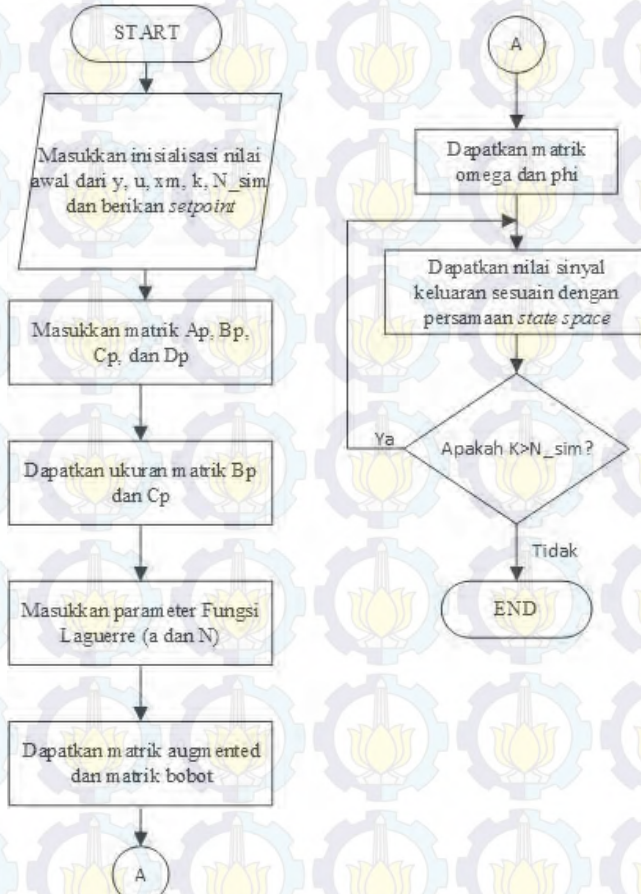 START
Masukkan inisialisasi nilai
awal dari y, u, xm, k, N_sim
dan berikan setpoint
Masukkan matrik Ap, Bp,
Cp, dan Dp
Dapatkan ukuran matrik Bp
dan Cp
Masukkan parameter Fungsi
Laguerre (a dan N)
Dapatkan matrik augmented
dan matrik bobot
A
A
Dapatkan matrik
omega dan phi
Dapatkan nilai sinyal
keluaran sesuain dengan
persamaan state space
Ya
Apakah K>N_sim?
Tidak
END